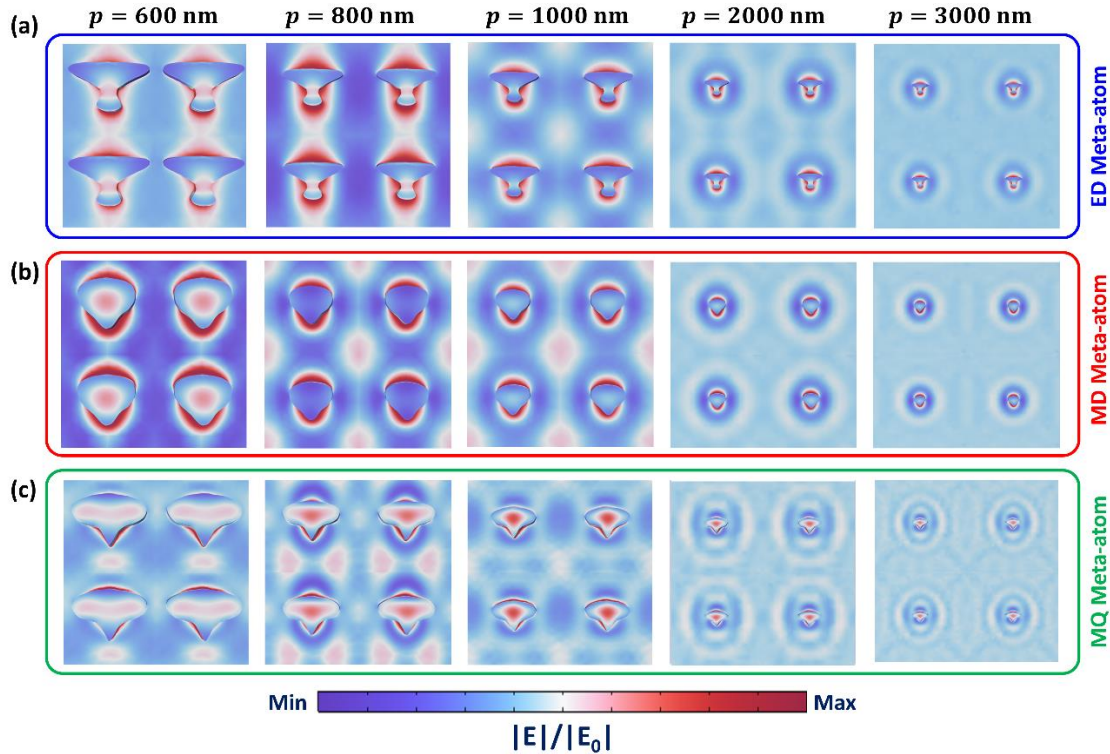 p = 600 nm
p = 800 nm
p = 1000 nm
p = 2000 nm
p = 3000 nm
(a)
ED Meta-atom
(b)
MD Meta-atom
(c)
MQ Meta-atom
Min
Max
|E|/|E₀|